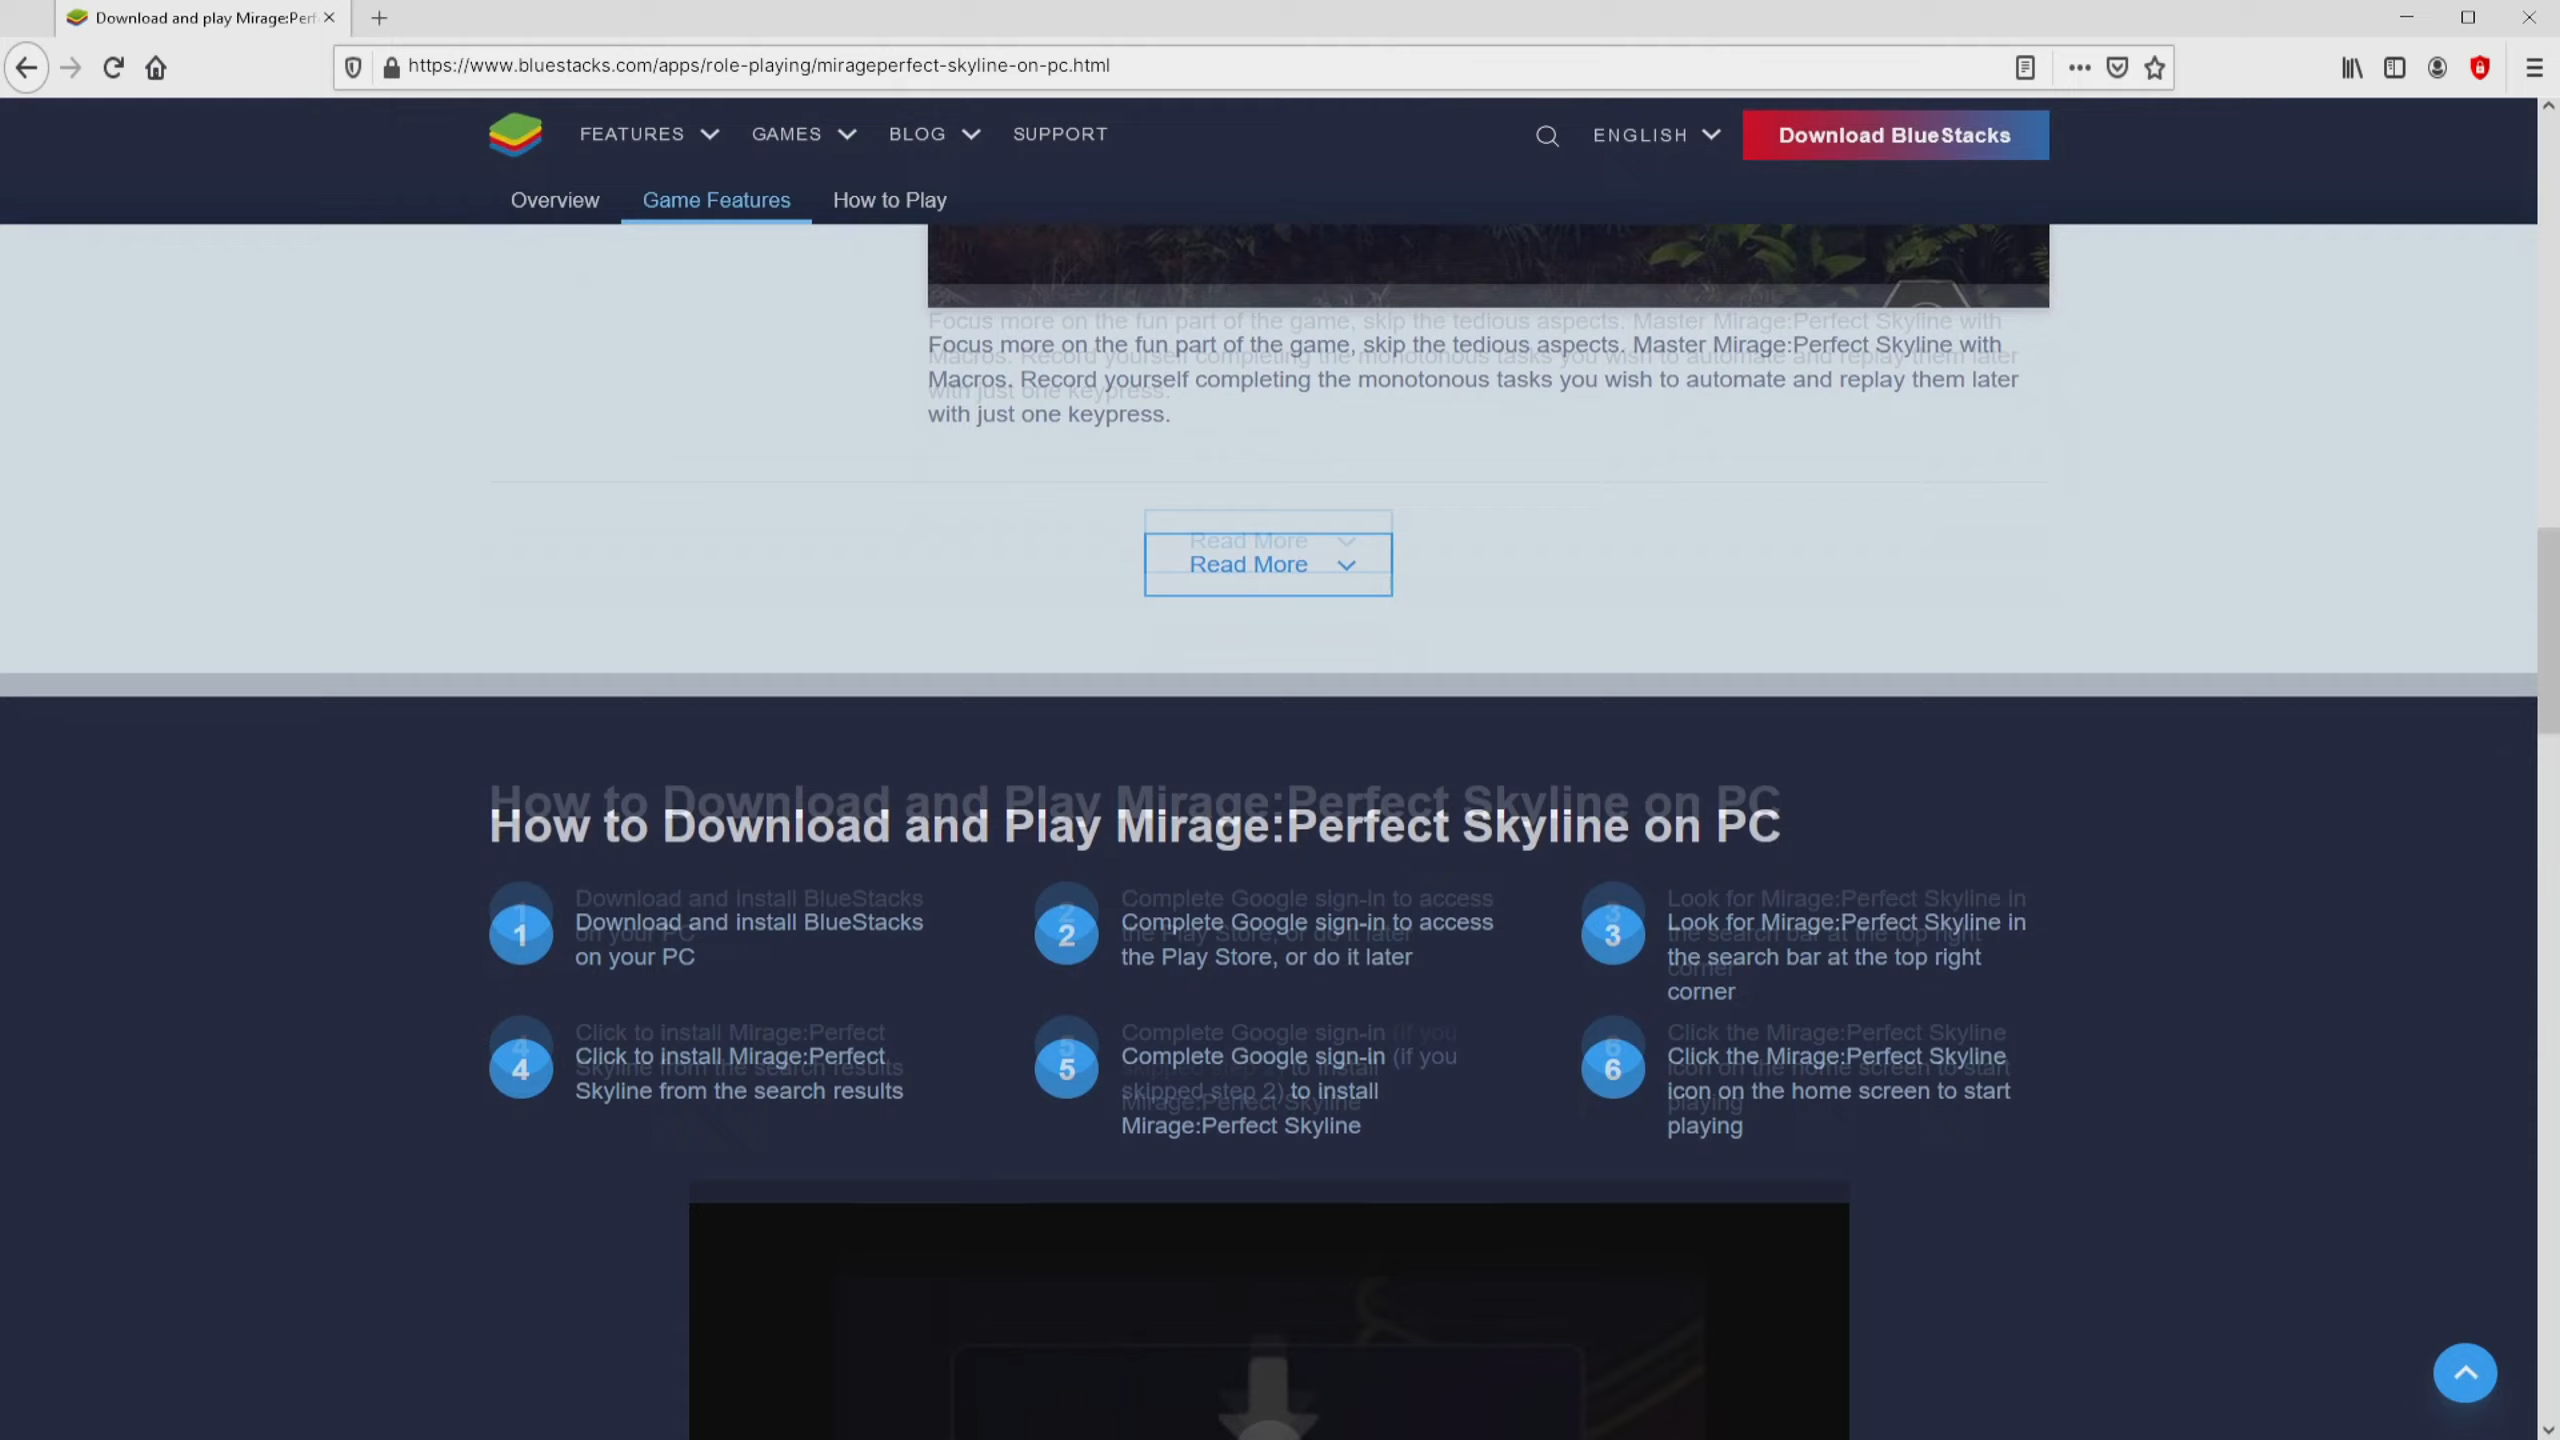 Download and play Mirage:Perf
https://www.bluestacks.com/apps/role-playing/mirageperfect-skyline-on-pc.html
FEATURES GAMES BLOG SUPPORT ENGLISH Download BlueStacks
Overview Game Features How to Play
Focus more on the fun part of the game, skip the tedious aspects. Master Mirage:Perfect Skyline with
Macros. Record yourself completing the monotonous tasks you wish to automate and replay them later
with just one keypress.
Read More
How to Download and Play Mirage:Perfect Skyline on PC
1 Download and install BlueStacks
on your PC
2 Complete Google sign-in to access
the Play Store, or do it later
3 Look for Mirage:Perfect Skyline in
the search bar at the top right
corner
4 Click to install Mirage:Perfect
Skyline from the search results
5 Complete Google sign-in (if you
skipped step 2) to install
Mirage:Perfect Skyline
6 Click the Mirage:Perfect Skyline
icon on the home screen to start
playing